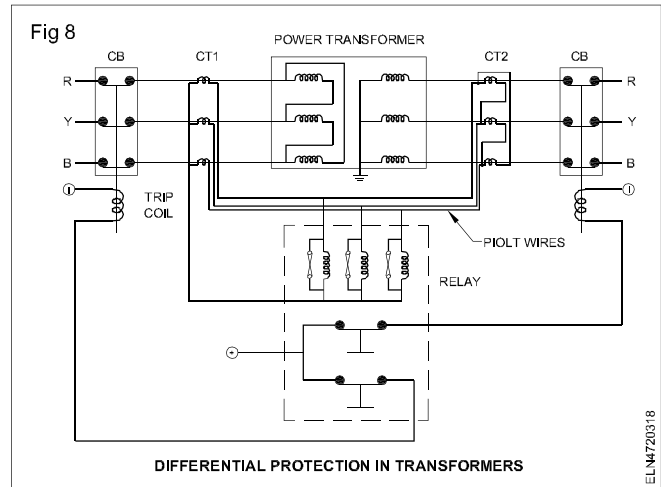 Fig 8
POWER TRANSFORMER
CB
CT1
CT2
CB
R
R
Y
Y
B
B
TRIP
COIL
PIOLT WIRES
RELAY
+
DIFFERENTIAL PROTECTION IN TRANSFORMERS
ELN4720318